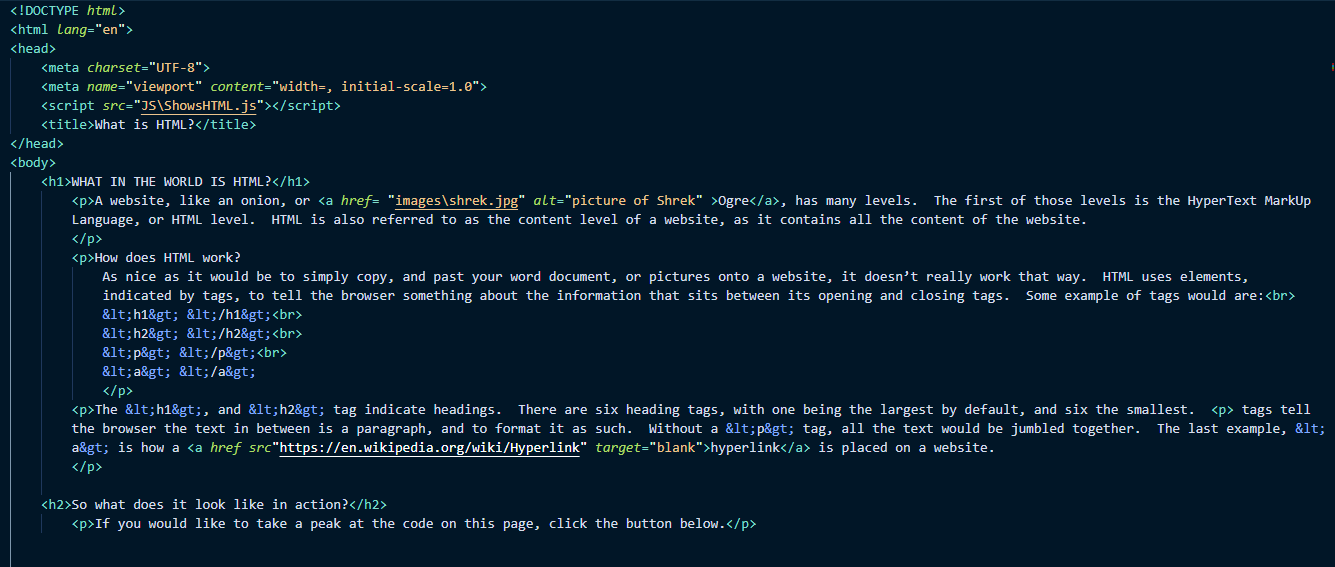 <!DOCTYPE html>
<html lang="en">
<head>
<meta charset="UTF-8">
<meta name="viewport" content="width=, initial-scale=1.0">
<script src="JS\ShowsHTML.js"></script>
<title>What is HTML?</title>
</head>
<body>
<h1>WHAT IN THE WORLD IS HTML?</h1>
<p>A website, like an onion, or <a href= "images\shrek.jpg" alt="picture of Shrek" >Ogre</a>, has many levels.  The first of those levels is the HyperText MarkUp
Language, or HTML level.  HTML is also referred to as the content level of a website, as it contains all the content of the website.
</p>
<p>How does HTML work?
As nice as it would be to simply copy, and past your word document, or pictures onto a website, it doesn’t really work that way.  HTML uses elements,
indicated by tags, to tell the browser something about the information that sits between its opening and closing tags.  Some example of tags would are:<br>
&lt;h1&gt; &lt;/h1&gt;<br>
&lt;h2&gt; &lt;/h2&gt;<br>
&lt;p&gt; &lt;/p&gt;<br>
&lt;a&gt; &lt;/a&gt;
</p>
<p>The &lt;h1&gt;, and &lt;h2&gt; tag indicate headings.  There are six heading tags, with one being the largest by default, and six the smallest.  <p> tags tell
the browser the text in between is a paragraph, and to format it as such.  Without a &lt;p&gt; tag, all the text would be jumbled together.  The last example, &lt;
a&gt; is how a <a href src"https://en.wikipedia.org/wiki/Hyperlink" target="blank">hyperlink</a> is placed on a website.
</p>
<h2>So what does it look like in action?</h2>
<p>If you would like to take a peak at the code on this page, click the button below.</p>